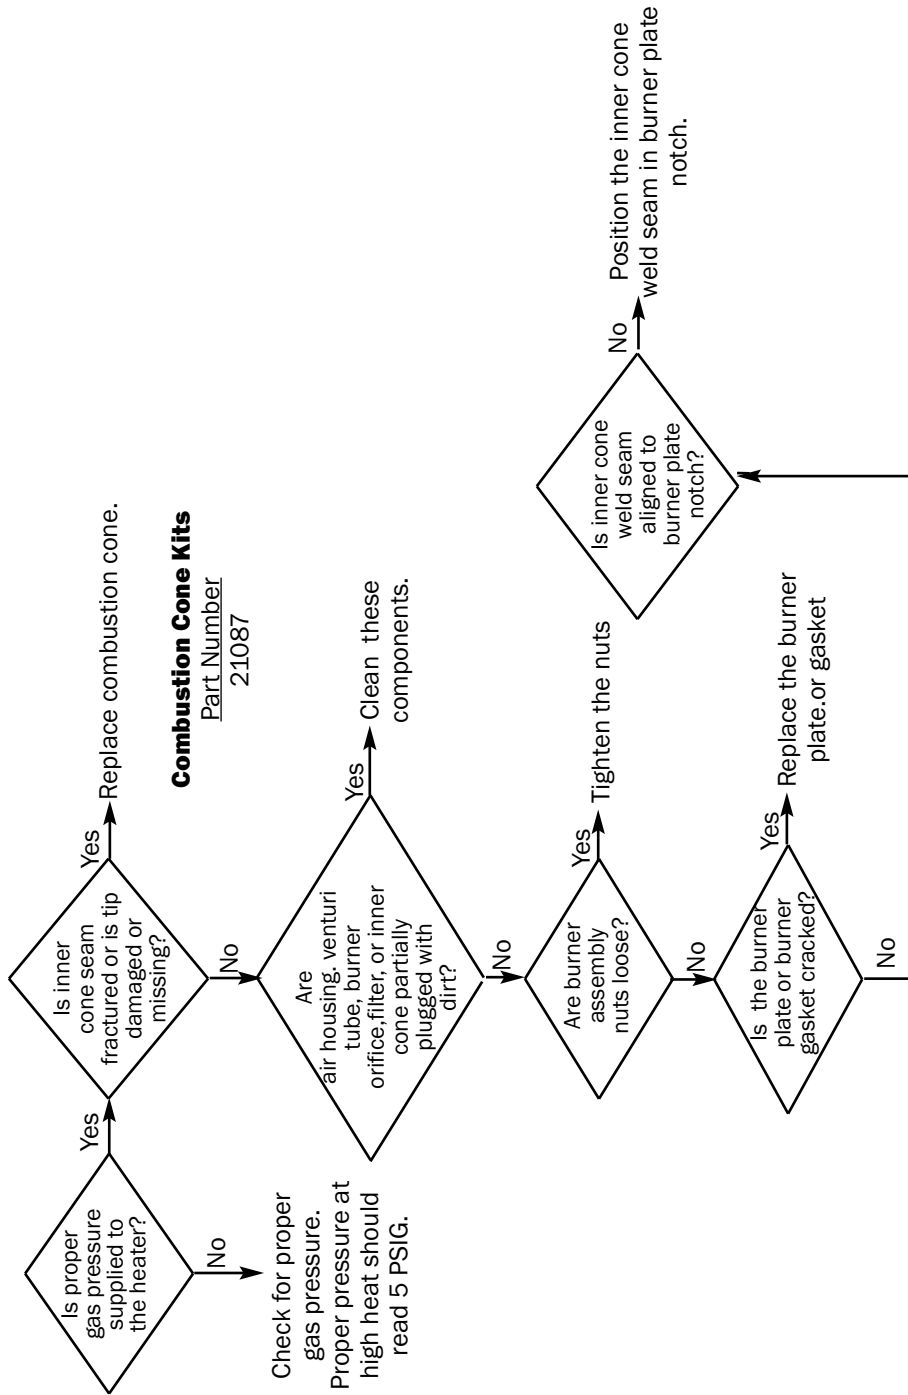 Is proper
gas pressure
supplied to
the heater?
Yes
No
Check for proper
gas pressure.
Proper pressure at
high heat should
read 5 PSIG.
Is inner
cone seam
fractured or is tip
damaged or
missing?
Yes
Replace combustion cone.
Combustion Cone Kits
Part Number
21087
No
Are
air housing. venturi
tube, burner
orifice,filter, or inner
cone partially
plugged with
dirt?
Yes
Clean these
components.
No
Are burner
assembly
nuts loose?
Yes
Tighten the nuts
No
Is the burner
plate or burner
gasket cracked?
Yes
Replace the burner
plate.or gasket
No
Is inner cone
weld seam
aligned to
burner plate
notch?
No
Position the inner cone
weld seam in burner plate
notch.